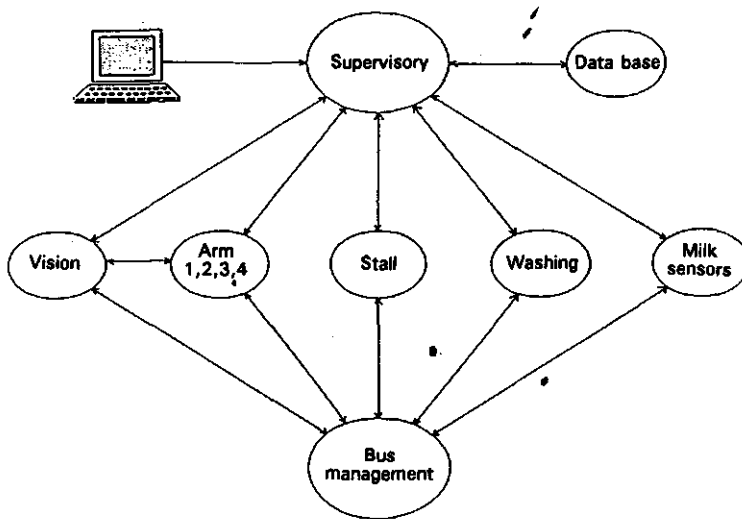 Supervisory
Data base
Vision
Arm
1,2,3,4
Stall
Washing
Milk
sensors
Bus
management